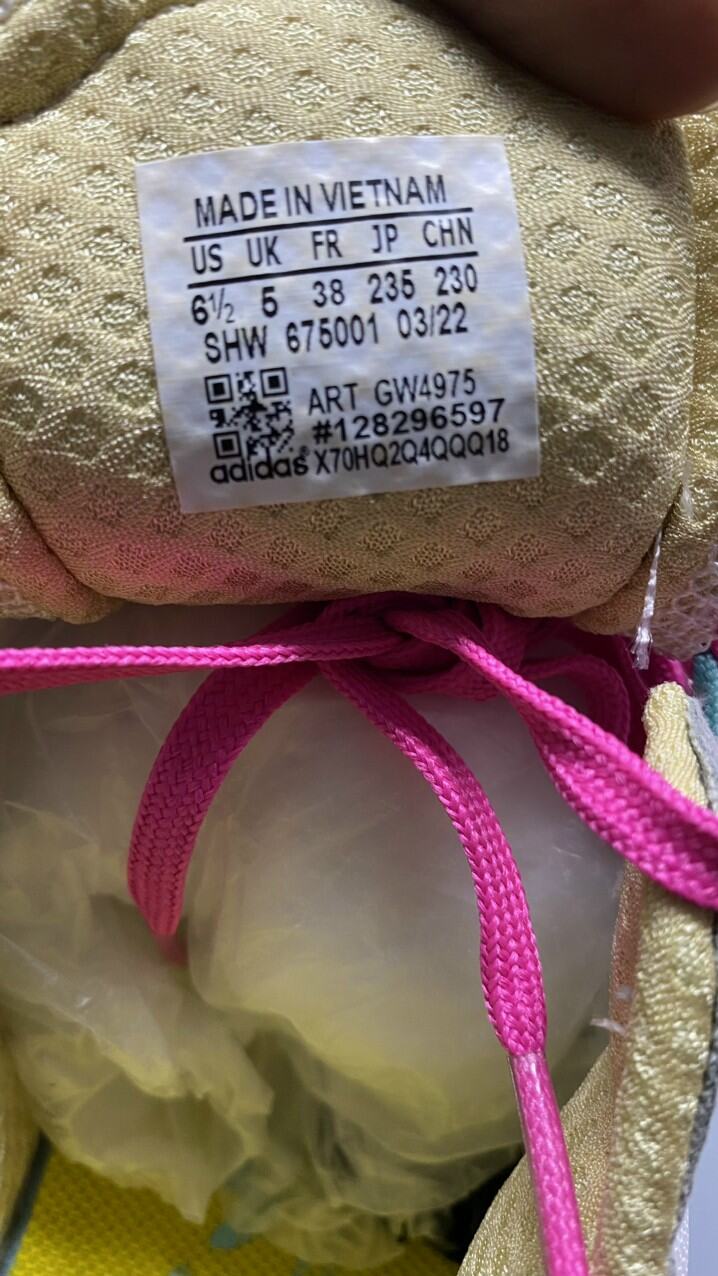 MADE IN VIETNAM
US UK FR JP CHN
6½ 5 38 235 230
SHW 675001 03/22
ART GW4975
#128296597
adidas® X70HQ2Q4QQQ18